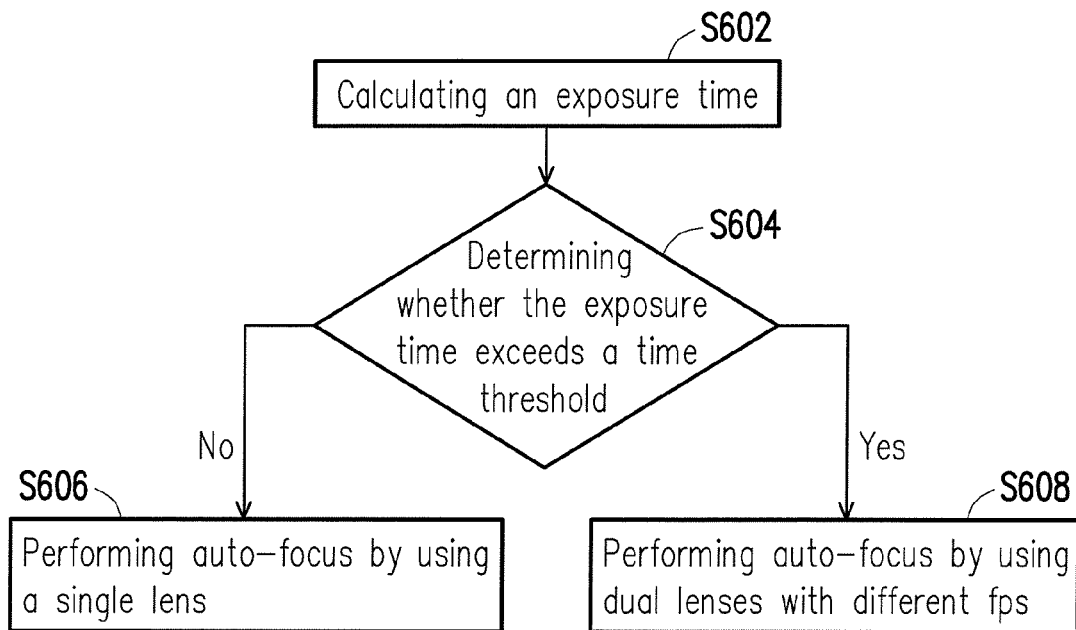 S602
Calculating an exposure time
S604
Determining
whether the exposure
time exceeds a time
threshold
No
Yes
S606
S608
Performing auto-focus by using
a single lens
Performing auto-focus by using
dual lenses with different fps